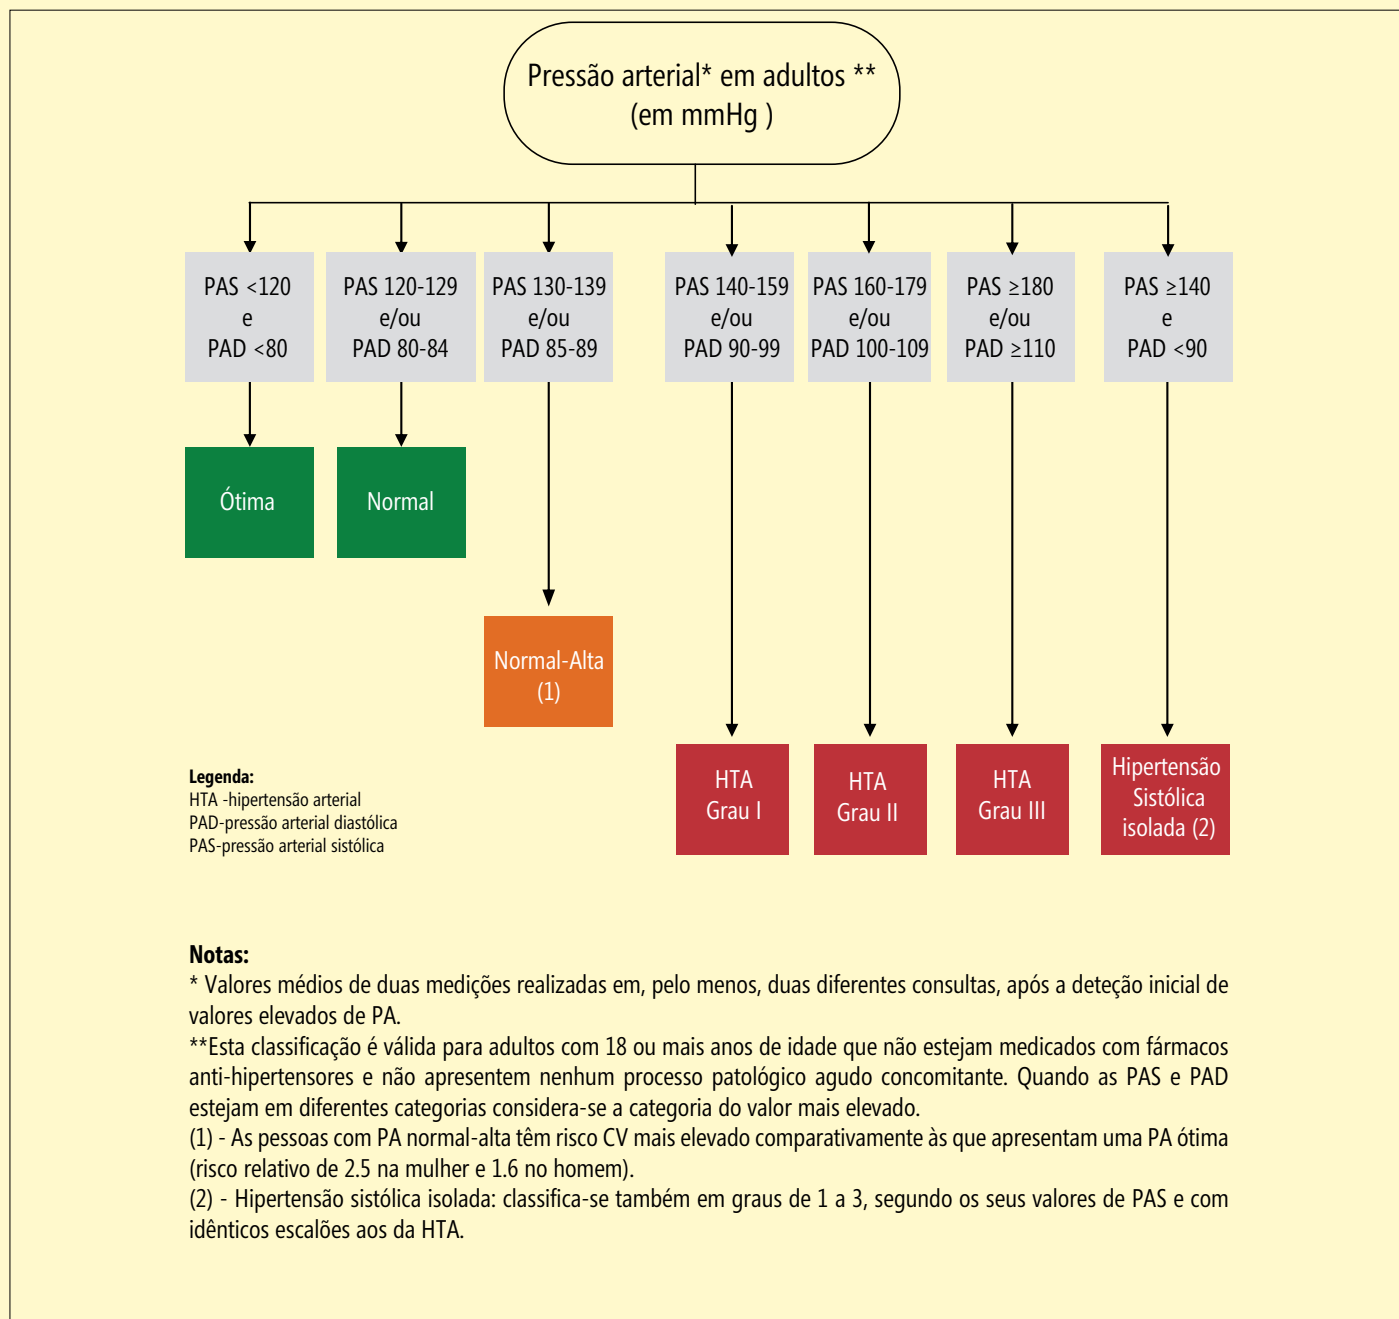 Pressão arterial* em adultos **
(em mmHg )
PAS <120
e
PAD <80
PAS 120-129
e/ou
PAD 80-84
PAS 130-139
e/ou
PAD 85-89
PAS 140-159
e/ou
PAD 90-99
PAS 160-179
e/ou
PAD 100-109
PAS ≥180
e/ou
PAD ≥110
PAS ≥140
e
PAD <90
Ótima
Normal
Normal-Alta
(1)
HTA
Grau I
HTA
Grau II
HTA
Grau III
Hipertensão
Sistólica
isolada (2)
Legenda:
HTA -hipertensão arterial
PAD-pressão arterial diastólica
PAS-pressão arterial sistólica
Notas:
* Valores médios de duas medições realizadas em, pelo menos, duas diferentes consultas, após a deteção inicial de
valores elevados de PA.
**Esta classificação é válida para adultos com 18 ou mais anos de idade que não estejam medicados com fármacos
anti-hipertensores e não apresentem nenhum processo patológico agudo concomitante. Quando as PAS e PAD
estejam em diferentes categorias considera-se a categoria do valor mais elevado.
(1) - As pessoas com PA normal-alta têm risco CV mais elevado comparativamente às que apresentam uma PA ótima
(risco relativo de 2.5 na mulher e 1.6 no homem).
(2) - Hipertensão sistólica isolada: classifica-se também em graus de 1 a 3, segundo os seus valores de PAS e com
idênticos escalões aos da HTA.